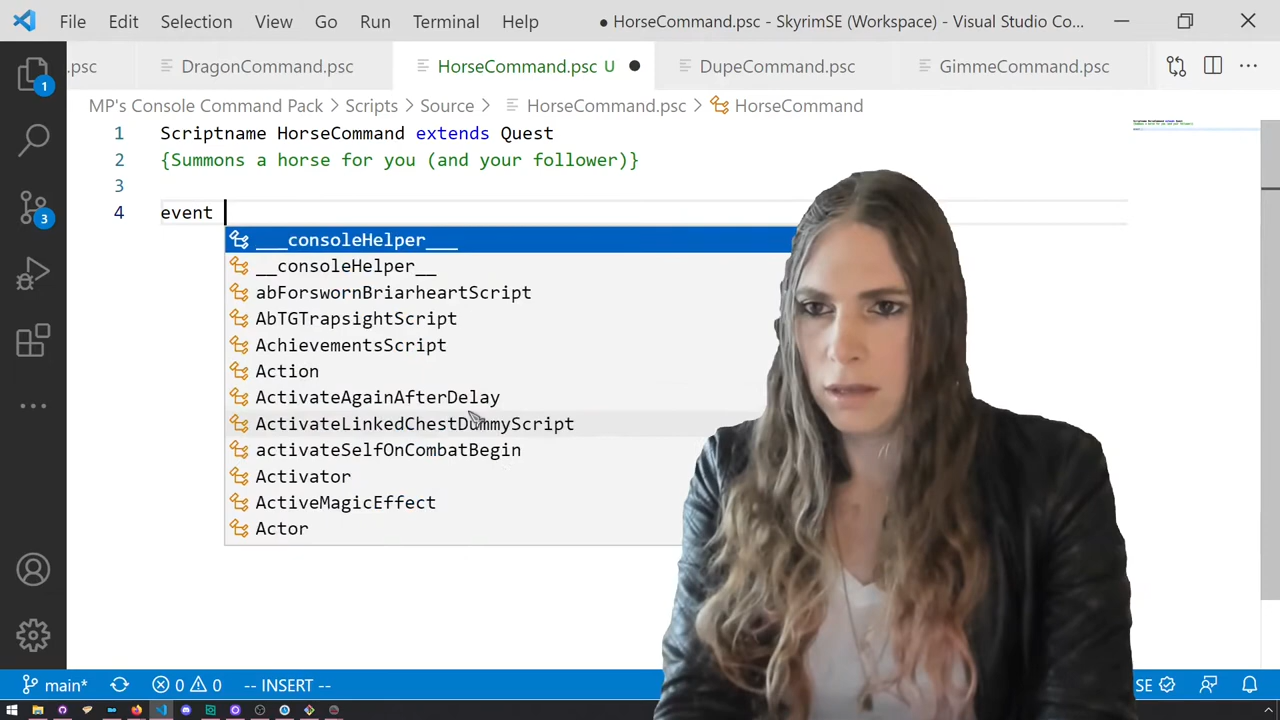 File Edit Selection View Go Run Terminal Help ● HorseCommand.psc - SkyrimSE (Workspace) - Visual Studio Co...
.psc DragonCommand.psc HorseCommand.psc U ● DupeCommand.psc GimmeCommand.psc ...
MP's Console Command Pack > Scripts > Source > HorseCommand.psc > HorseCommand
1 Scriptname HorseCommand extends Quest
2 {Summons a horse for you (and your follower)}
3
4 event
___consoleHelper___
__consoleHelper__
abForswornBriarheartScript
AbTGTrapsightScript
AchievementsScript
Action
ActivateAgainAfterDelay
ActivateLinkedChestDummyScript
activateSelfOnCombatBegin
Activator
ActiveMagicEffect
Actor
1
3
main* 0 0 -- INSERT -- SE